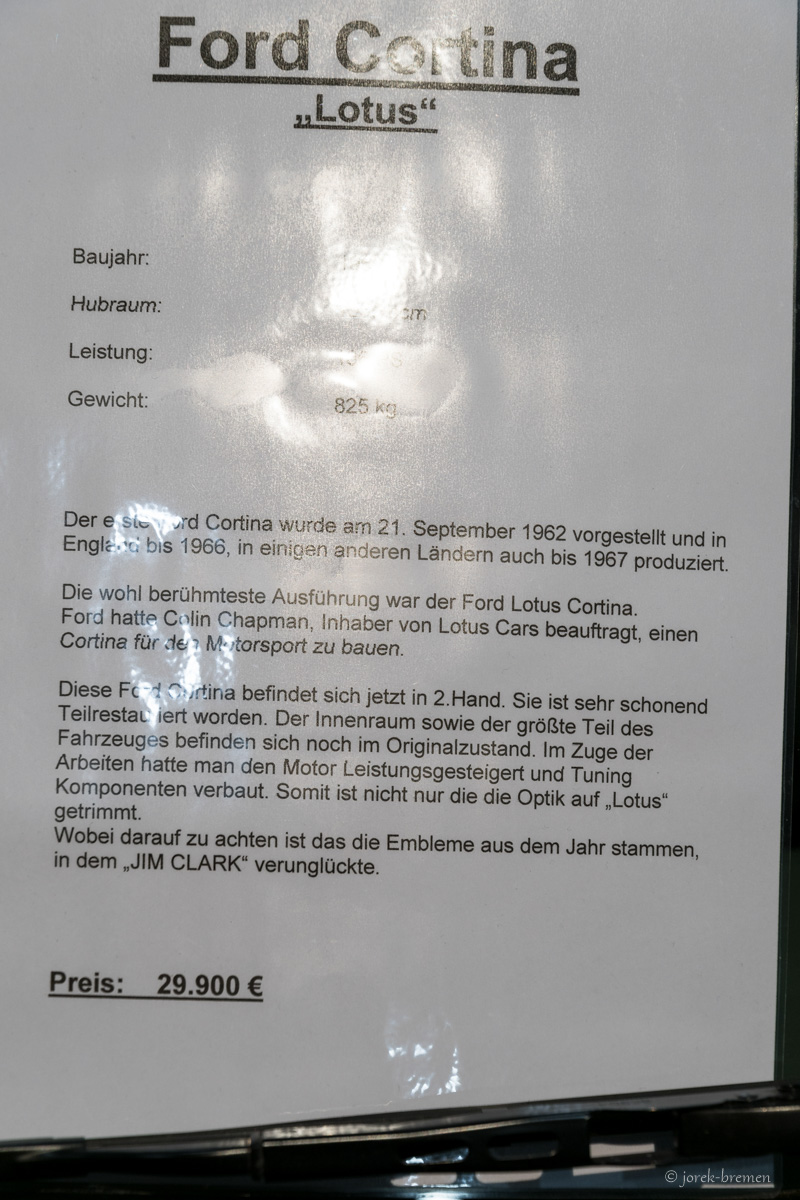 Ford Cortina
„Lotus“
Baujahr:
Hubraum:
Leistung:
Gewicht: 825 kg
Der erste Ford Cortina wurde am 21. September 1962 vorgestellt und in
England bis 1966, in einigen anderen Ländern auch bis 1967 produziert.
Die wohl berühmteste Ausführung war der Ford Lotus Cortina.
Ford hatte Colin Chapman, Inhaber von Lotus Cars beauftragt, einen
Cortina für den Motorsport zu bauen.
Diese Ford Cortina befindet sich jetzt in 2.Hand. Sie ist sehr schonend
Teilrestauriert worden. Der Innenraum sowie der größte Teil des
Fahrzeuges befinden sich noch im Originalzustand. Im Zuge der
Arbeiten hatte man den Motor Leistungsgesteigert und Tuning
Komponenten verbaut. Somit ist nicht nur die die Optik auf „Lotus“
getrimmt.
Wobei darauf zu achten ist das die Embleme aus dem Jahr stammen,
in dem „JIM CLARK“ verunglückte.
Preis: 29.900 €
© jorek-bremen